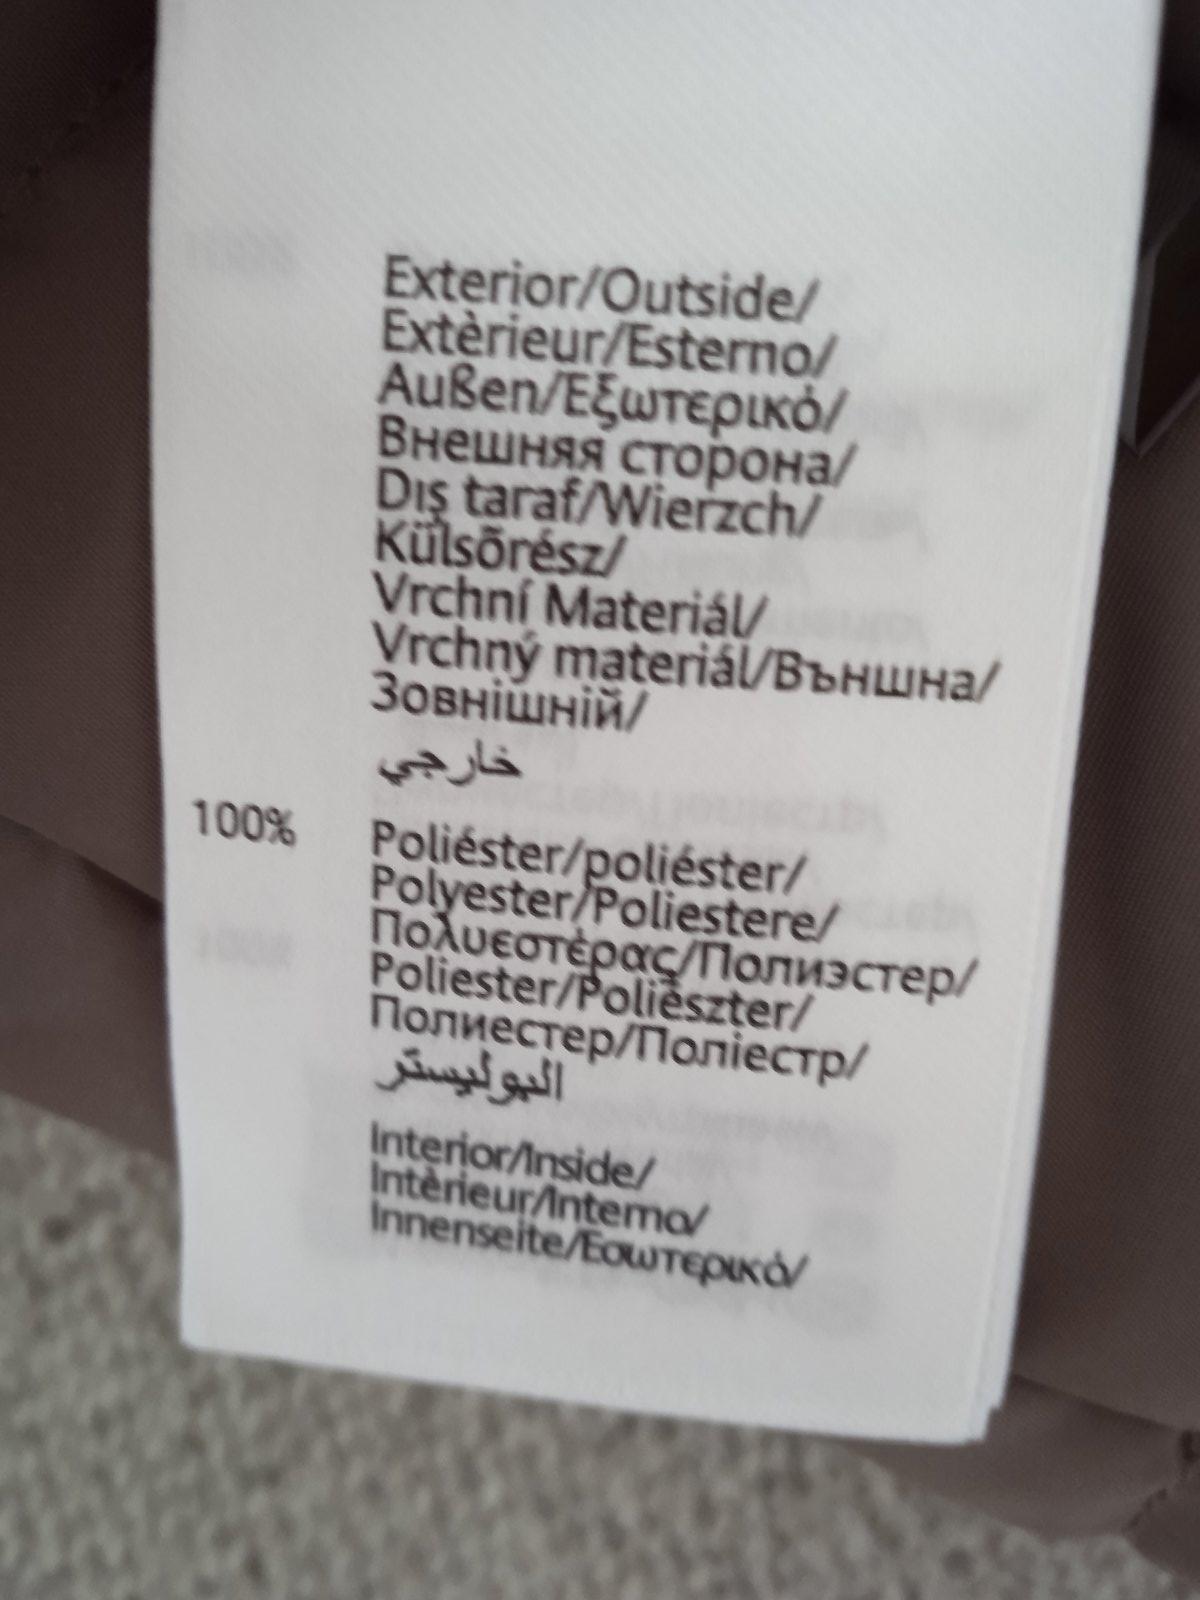 Exterior/Outside/
Extèrieur/Esterno/
Außen/Εξωτερικό/
Внешняя сторона/
Dış taraf/Wierzch/
Külsõrész/
Vrchní Materiál/
Vrchný materiál/Външна/
Зовнішній/
خارجي
100% Poliéster/poliéster/
Polyester/Poliestere/
Πολυεστέρας/Полиэстер/
Poliester/Poliészter/
Полиестер/Поліестр/
البوليستر
Interior/Inside/
Intèrieur/Interno/
Innenseite/Εσωτερικό/